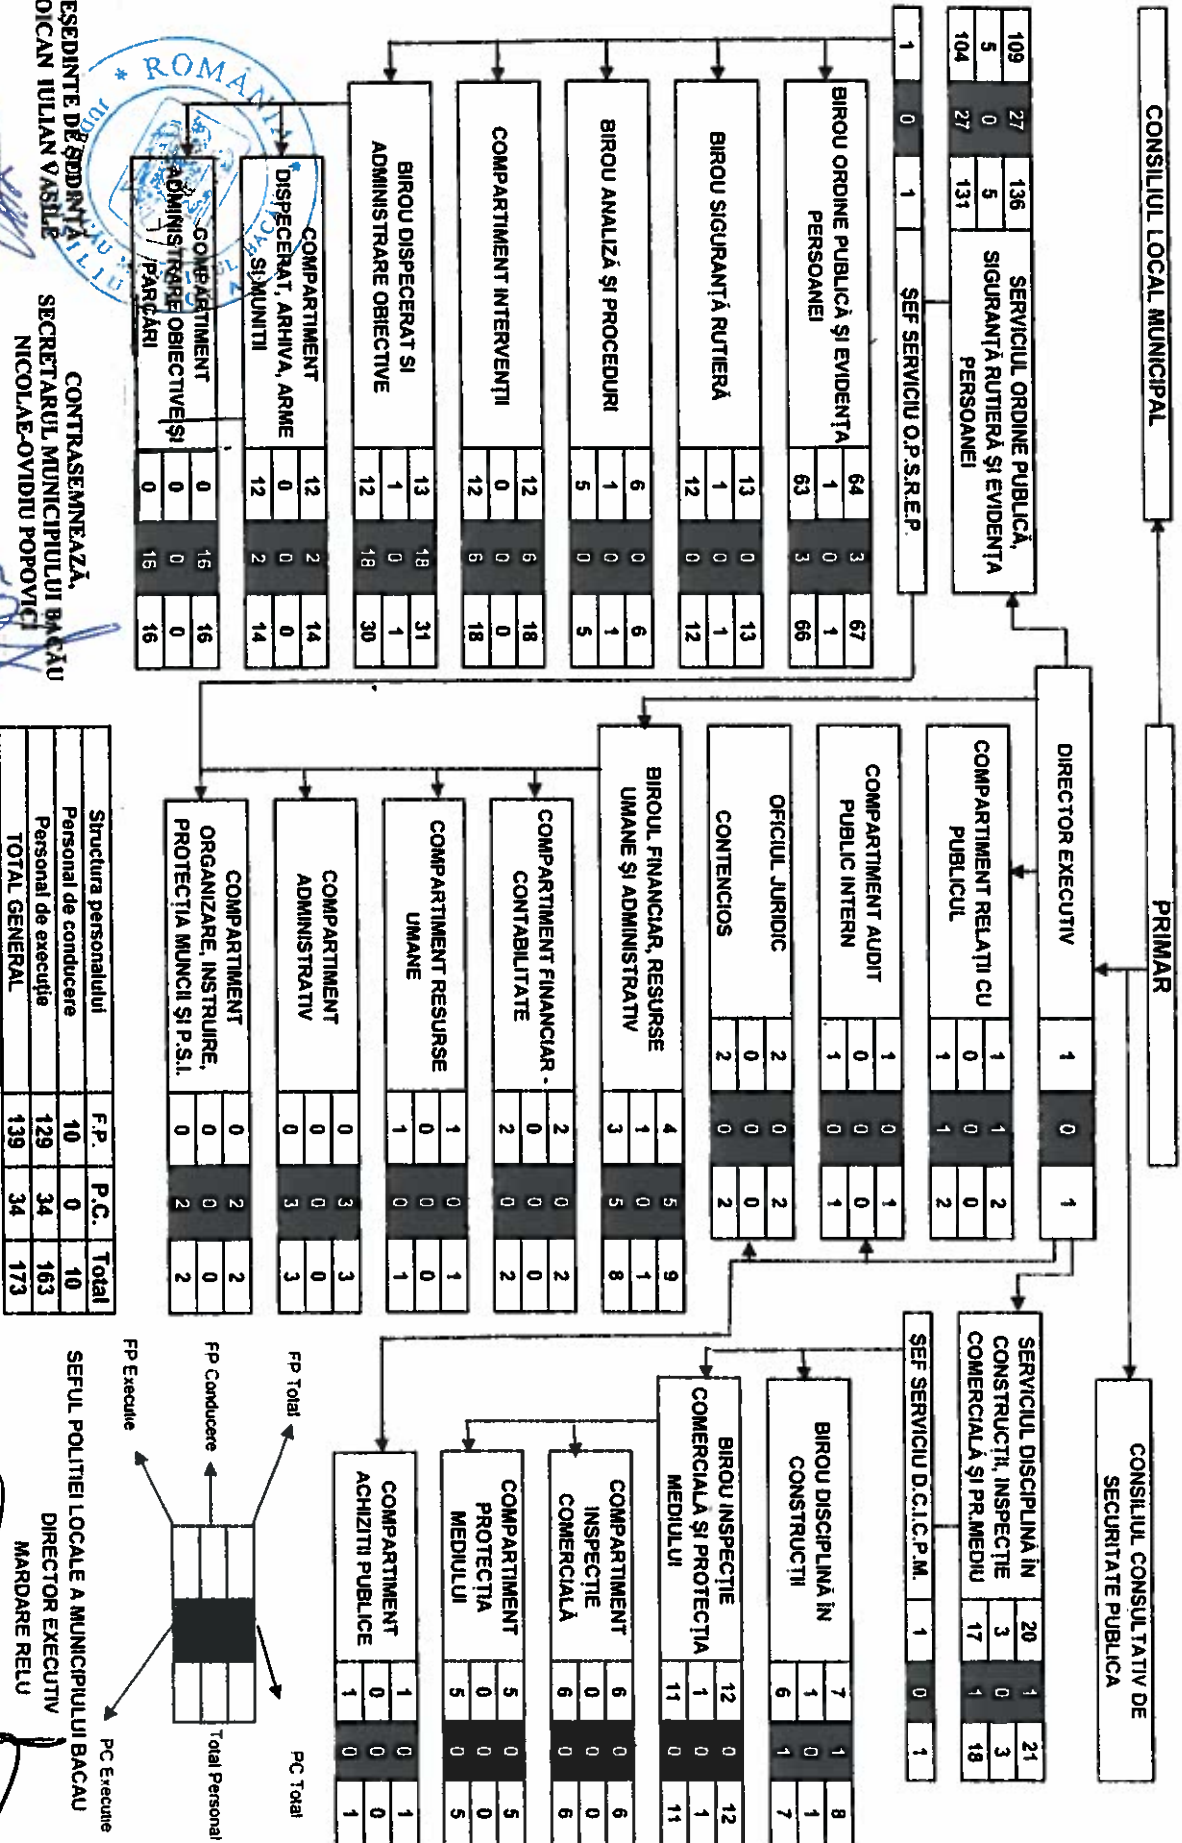 CONSILIUL LOCAL MUNICIPAL
PRIMAR
CONSILIUL CONSULTATIV DE
SECURITATE PUBLICA
DIRECTOR EXECUTIV 1 0 1
109 27 136
5 0 5
104 27 131
SERVICIUL ORDINE PUBLICĂ,
SIGURANȚĂ RUTIERĂ ȘI EVIDENȚA
PERSOANEI
1 0 1 ȘEF SERVICIU O.P.S.R.E.P.
BIROU ORDINE PUBLICĂ ȘI EVIDENȚA
PERSOANEI
64 3 67
1 0 1
63 3 66
BIROU SIGURANȚĂ RUTIERĂ
13 0 13
1 0 1
12 0 12
BIROU ANALIZĂ ȘI PROCEDURI
6 0 6
1 0 1
5 0 5
COMPARTIMENT INTERVENȚII
12 6 18
0 0 0
12 6 18
BIROU DISPECERAT SI
ADMINISTRARE OBIECTIVE
13 18 31
1 0 1
12 18 30
COMPARTIMENT
DISPECERAT, ARHIVA, ARME
SI MUNITII
12 2 14
0 0 0
12 2 14
COMPARTIMENT
ADMINISTRARE OBIECTIVE ȘI
PARCĂRI
0 16 16
0 0 0
0 16 16
COMPARTIMENT RELAȚII CU
PUBLICUL
1 1 2
0 0 0
1 1 2
COMPARTIMENT AUDIT
PUBLIC INTERN
1 0 1
0 0 0
1 0 1
OFICIUL JURIDIC
CONTENCIOS
2 0 2
0 0 0
2 0 2
BIROUL FINANCIAR, RESURSE
UMANE ȘI ADMINISTRATIV
4 5 9
1 0 1
3 5 8
COMPARTIMENT FINANCIAR -
CONTABILITATE
2 0 2
0 0 0
2 0 2
COMPARTIMENT RESURSE
UMANE
1 0 1
0 0 0
1 0 1
COMPARTIMENT
ADMINISTRATIV
0 3 3
0 0 0
0 3 3
COMPARTIMENT
ORGANIZARE, INSTRUIRE,
PROTECȚIA MUNCII ȘI P.S.I.
0 2 2
0 0 0
0 2 2
SERVICIUL DISCIPLINĂ ÎN
CONSTRUCȚII, INSPECȚIE
COMERCIALĂ ȘI PR.MEDIU
20 1 21
3 0 3
17 1 18
ȘEF SERVICIU D.C.I.C.P.M. 1 0 1
BIROU DISCIPLINĂ ÎN
CONSTRUCȚII
7 1 8
1 0 1
6 1 7
BIROU INSPECȚIE
COMERCIALĂ ȘI PROTECȚIA
MEDIULUI
12 0 12
1 0 1
11 0 11
COMPARTIMENT
INSPECȚIE
COMERCIALĂ
6 0 6
0 0 0
6 0 6
COMPARTIMENT
PROTECȚIA
MEDIULUI
5 0 5
0 0 0
5 0 5
COMPARTIMENT
ACHIZITII PUBLICE
1 0 1
0 0 0
1 0 1
Structura personalului F.P. P.C. Total
Personal de conducere 10 0 10
Personal de execuție 129 34 163
TOTAL GENERAL 139 34 173
FP Total
FP Conducere
FP Executie
PC Total
Total Personal
PC Executie
EȘEDINTE DE ȘEDINȚĂ
OICAN IULIAN VASILE
CONTRASEMNEAZĂ,
SECRETARUL MUNICIPIULUI BACĂU
NICOLAE-OVIDIU POPOVICI
SEFUL POLITIEI LOCALE A MUNICIPIULUI BACAU
DIRECTOR EXECUTIV
MARDARE RELU
ROMÂNIA